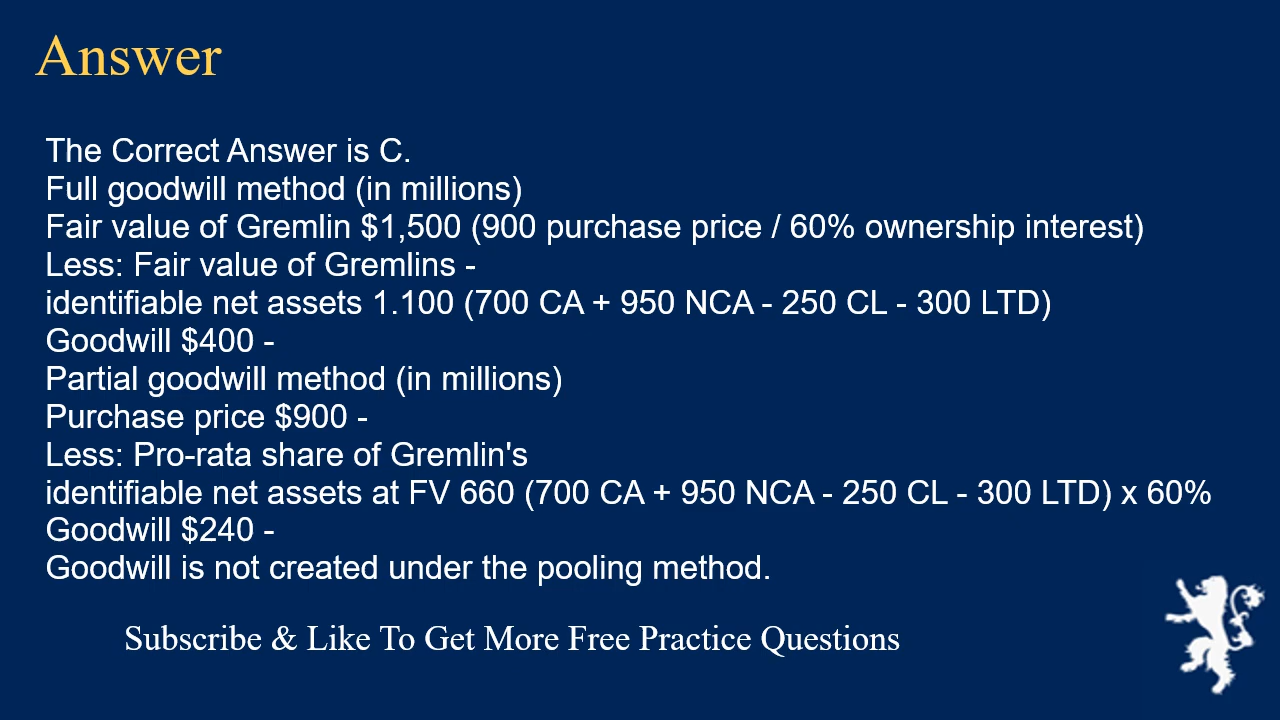 Answer
The Correct Answer is C.
Full goodwill method (in millions)
Fair value of Gremlin $1,500 (900 purchase price / 60% ownership interest)
Less: Fair value of Gremlins -
identifiable net assets 1.100 (700 CA + 950 NCA - 250 CL - 300 LTD)
Goodwill $400 -
Partial goodwill method (in millions)
Purchase price $900 -
Less: Pro-rata share of Gremlin's
identifiable net assets at FV 660 (700 CA + 950 NCA - 250 CL - 300 LTD) x 60%
Goodwill $240 -
Goodwill is not created under the pooling method.
Subscribe & Like To Get More Free Practice Questions